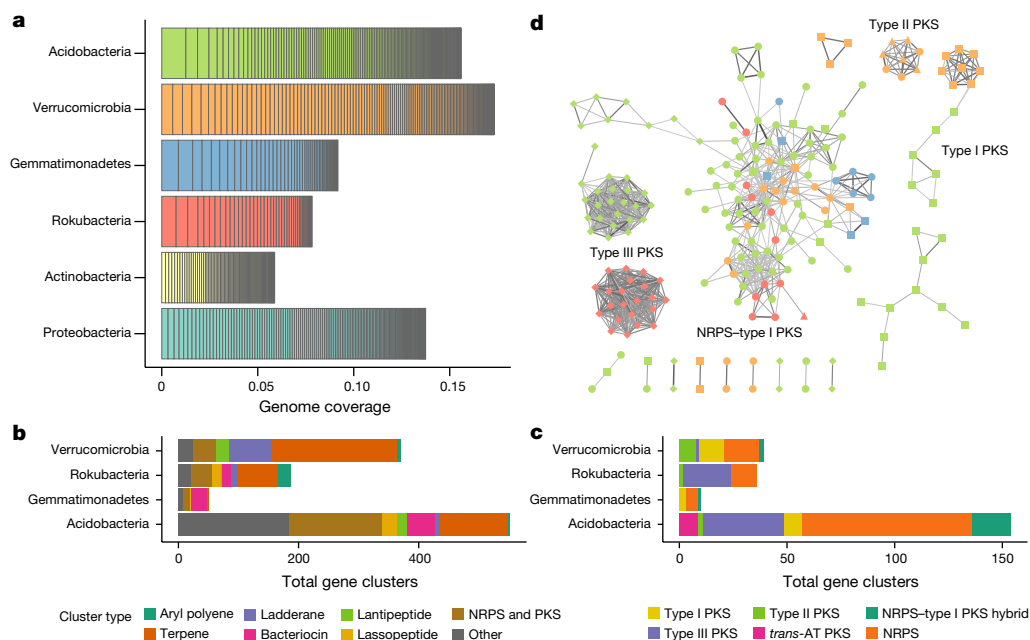 a
Acidobacteria
Verrucomicrobia
Gemmatimonadetes
Rokubacteria
Actinobacteria
Proteobacteria
0 0.05 0.10 0.15
Genome coverage
d
Type II PKS
Type I PKS
Type III PKS
NRPS–type I PKS
b
Verrucomicrobia
Rokubacteria
Gemmatimonadetes
Acidobacteria
0 200 400
Total gene clusters
Cluster type
Aryl polyene Ladderane Lantipeptide NRPS and PKS
Terpene Bacteriocin Lassopeptide Other
c
Verrucomicrobia
Rokubacteria
Gemmatimonadetes
Acidobacteria
0 50 100 150
Total gene clusters
Type I PKS Type II PKS NRPS–type I PKS hybrid
Type III PKS trans-AT PKS NRPS